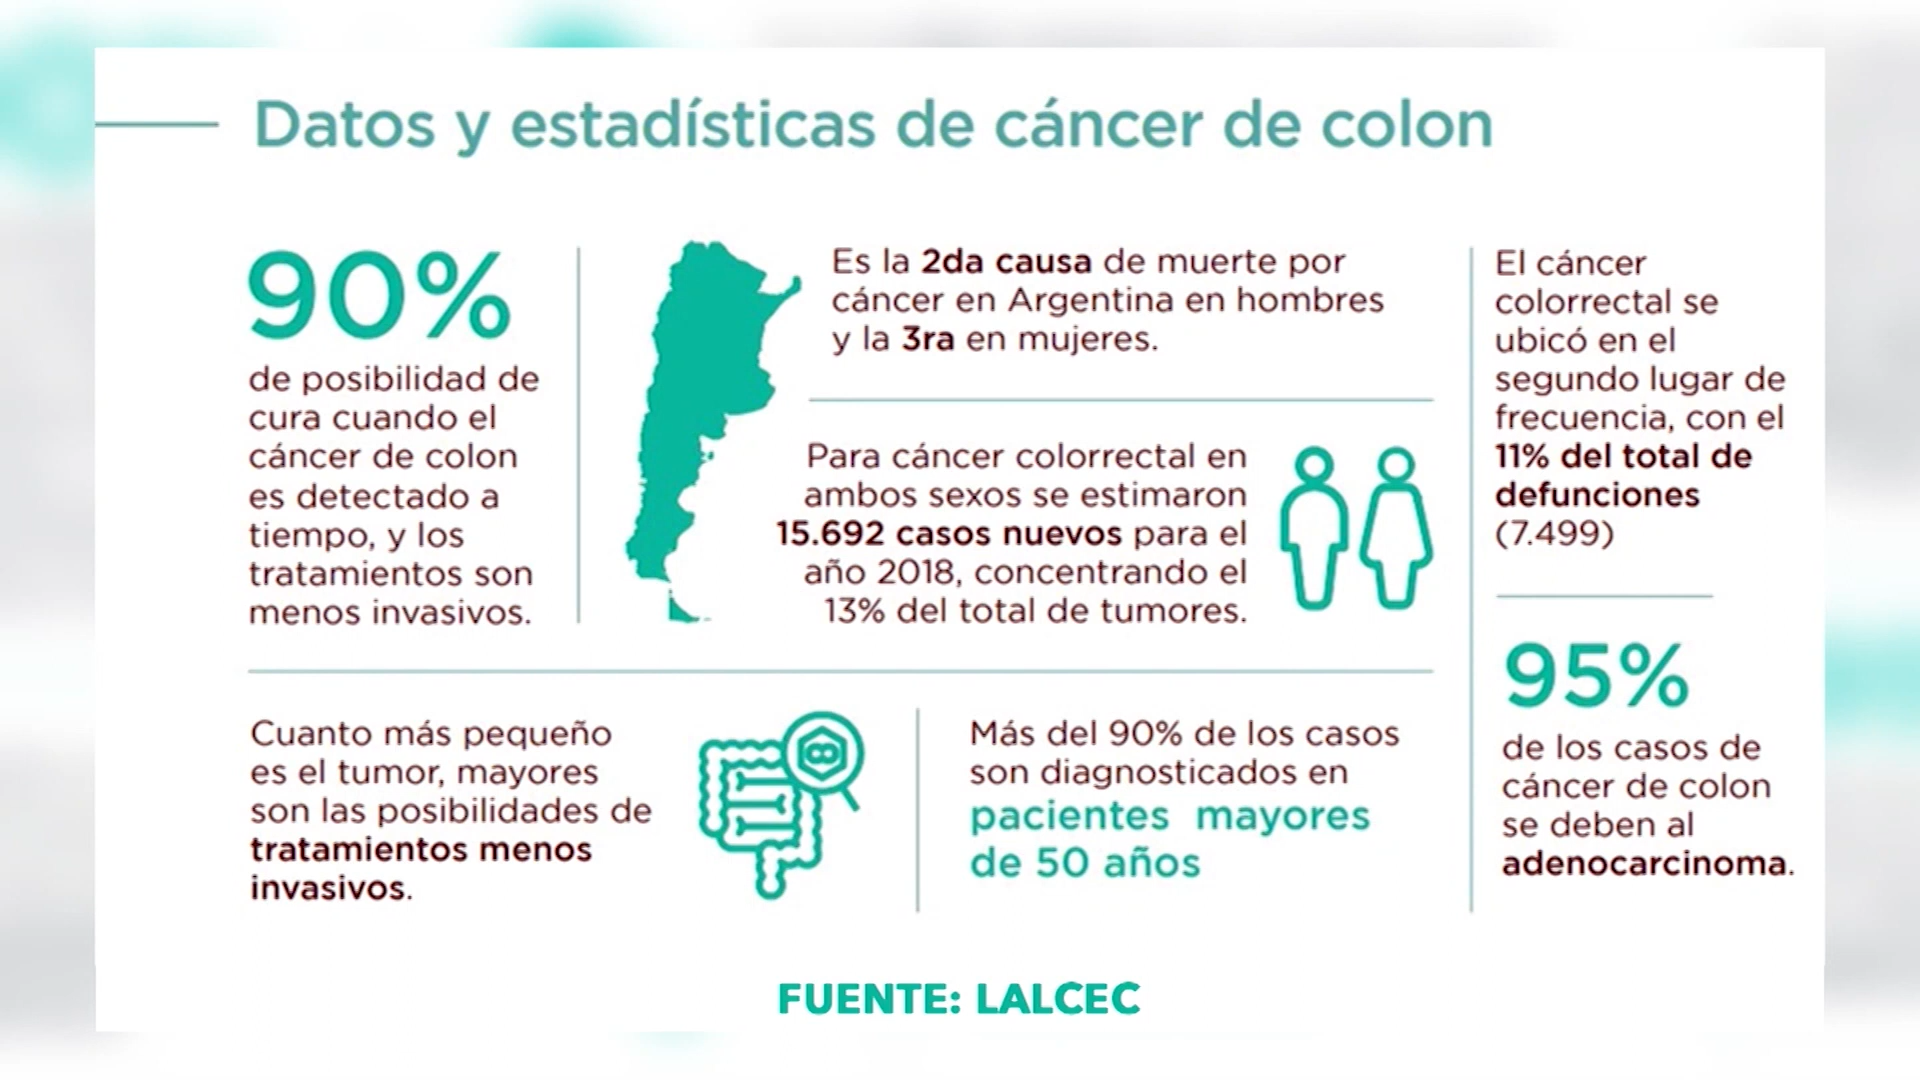 Datos y estadísticas de cáncer de colon
90%
de posibilidad de
cura cuando el
cáncer de colon
es detectado a
tiempo, y los
tratamientos son
menos invasivos.
Es la 2da causa de muerte por
cáncer en Argentina en hombres
y la 3ra en mujeres.
Para cáncer colorrectal en
ambos sexos se estimaron
15.692 casos nuevos para el
año 2018, concentrando el
13% del total de tumores.
El cáncer
colorrectal se
ubicó en el
segundo lugar de
frecuencia, con el
11% del total de
defunciones
(7.499)
95%
de los casos de
cáncer de colon
se deben al
adenocarcinoma.
Cuanto más pequeño
es el tumor, mayores
son las posibilidades de
tratamientos menos
invasivos.
Más del 90% de los casos
son diagnosticados en
pacientes mayores
de 50 años
FUENTE: LALCEC